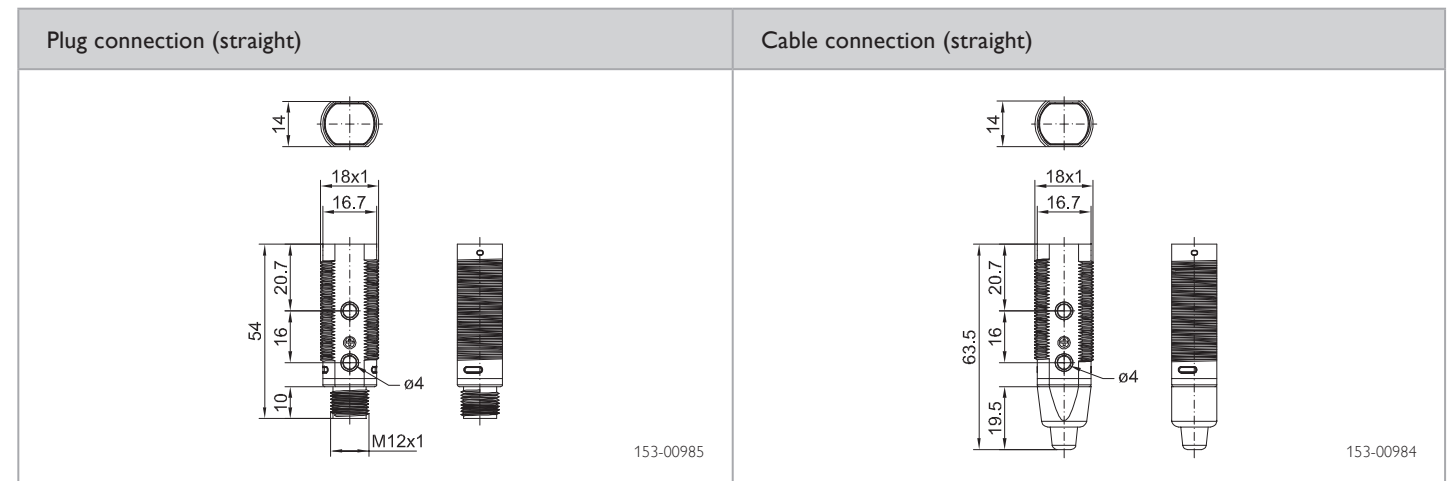 Plug connection (straight)
Cable connection (straight)
14
18x1
16.7
20.7
16
54
10
ø4
M12x1
153-00985
14
18x1
16.7
20.7
16
63.5
19.5
ø4
153-00984